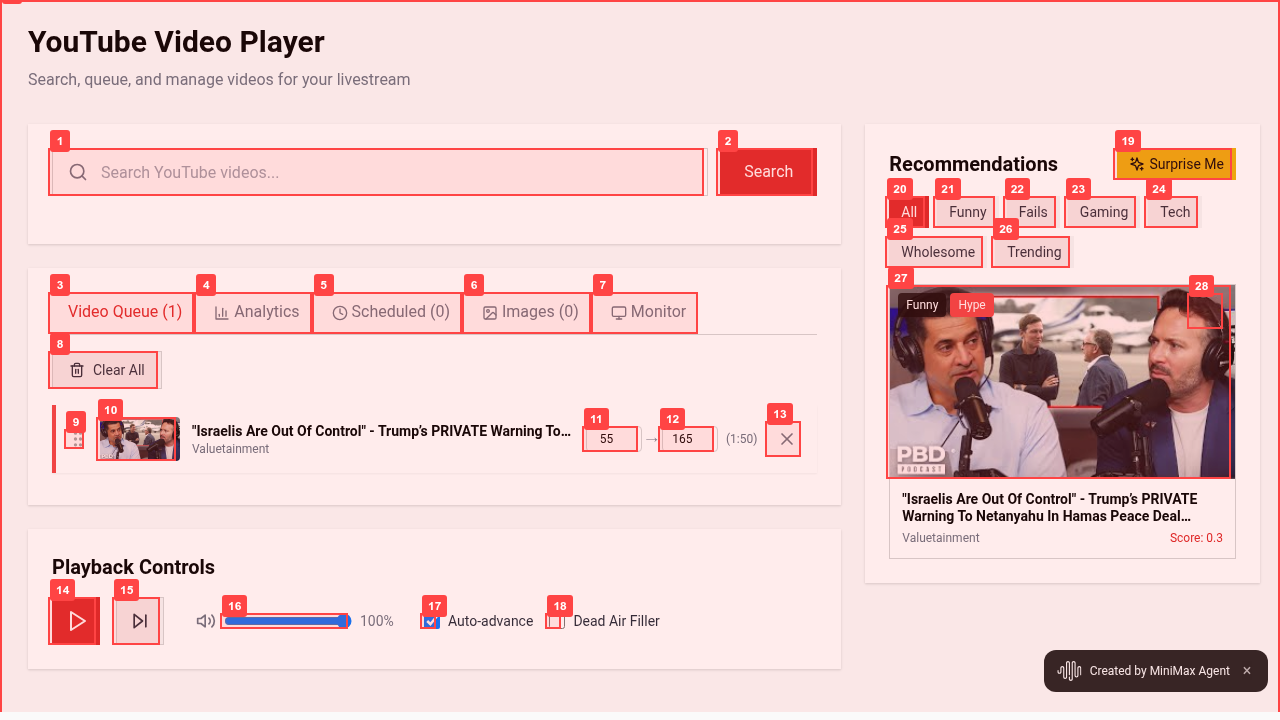 YouTube Video Player
Search, queue, and manage videos for your livestream
1
2
Search YouTube videos...
Search
3
4
5
6
7
Video Queue (1)
Analytics
Scheduled (0)
Images (0)
Monitor
8
Clear All
9
10
"Israelis Are Out Of Control" - Trump's PRIVATE Warning To...
Valuetainment
11
12
13
55
→
165
(1:50)
Playback Controls
14
15
16
17
18
100%
Auto-advance
Dead Air Filler
19
Recommendations
Surprise Me
20
21
22
23
24
All
Funny
Fails
Gaming
Tech
25
26
Wholesome
Trending
27
28
Funny
Hype
PBD
PODCAST
"Israelis Are Out Of Control" - Trump's PRIVATE
Warning To Netanyahu In Hamas Peace Deal...
Valuetainment
Score: 0.3
Created by MiniMax Agent ×